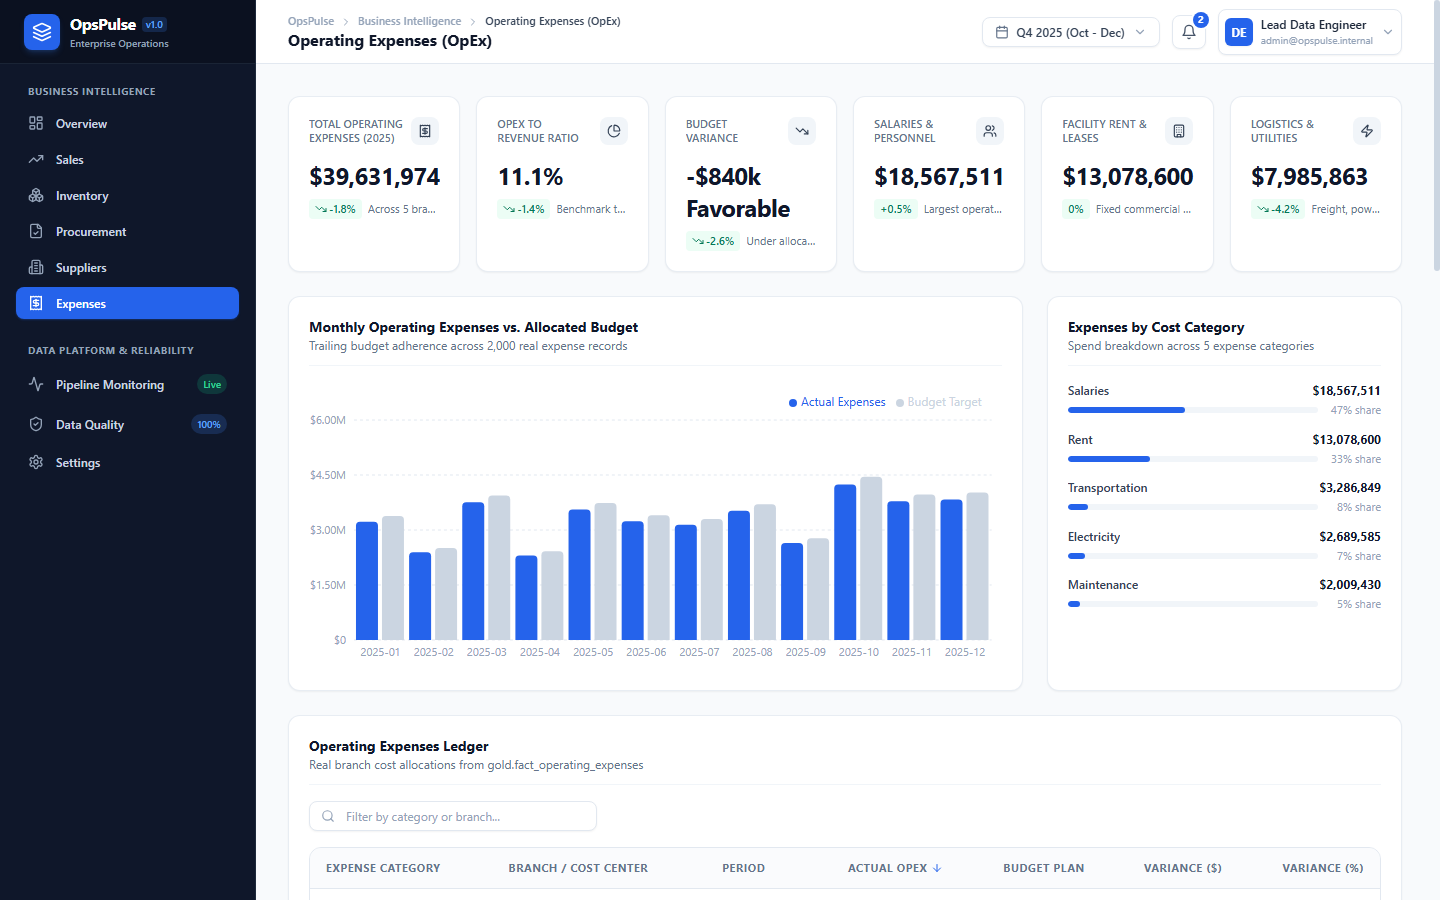 OpsPulse v1.0
Enterprise Operations
BUSINESS INTELLIGENCE
Overview
Sales
Inventory
Procurement
Suppliers
Expenses
DATA PLATFORM & RELIABILITY
Pipeline Monitoring Live
Data Quality 100%
Settings
OpsPulse > Business Intelligence > Operating Expenses (OpEx)
Operating Expenses (OpEx)
Q4 2025 (Oct - Dec)
2
DE
Lead Data Engineer
admin@opspulse.internal
TOTAL OPERATING
EXPENSES (2025)
$39,631,974
-1.8% Across 5 bra...
OPEX TO
REVENUE RATIO
11.1%
-1.4% Benchmark t...
BUDGET
VARIANCE
-$840k
Favorable
-2.6% Under alloca...
SALARIES &
PERSONNEL
$18,567,511
+0.5% Largest operat...
FACILITY RENT &
LEASES
$13,078,600
0% Fixed commercial ...
LOGISTICS &
UTILITIES
$7,985,863
-4.2% Freight, pow...
Monthly Operating Expenses vs. Allocated Budget
Trailing budget adherence across 2,000 real expense records
Actual Expenses Budget Target
$6.00M
$4.50M
$3.00M
$1.50M
$0
2025-01 2025-02 2025-03 2025-04 2025-05 2025-06 2025-07 2025-08 2025-09 2025-10 2025-11 2025-12
Expenses by Cost Category
Spend breakdown across 5 expense categories
Salaries $18,567,511
47% share
Rent $13,078,600
33% share
Transportation $3,286,849
8% share
Electricity $2,689,585
7% share
Maintenance $2,009,430
5% share
Operating Expenses Ledger
Real branch cost allocations from gold.fact_operating_expenses
Filter by category or branch...
EXPENSE CATEGORY BRANCH / COST CENTER PERIOD ACTUAL OPEX ↓ BUDGET PLAN VARIANCE ($) VARIANCE (%)